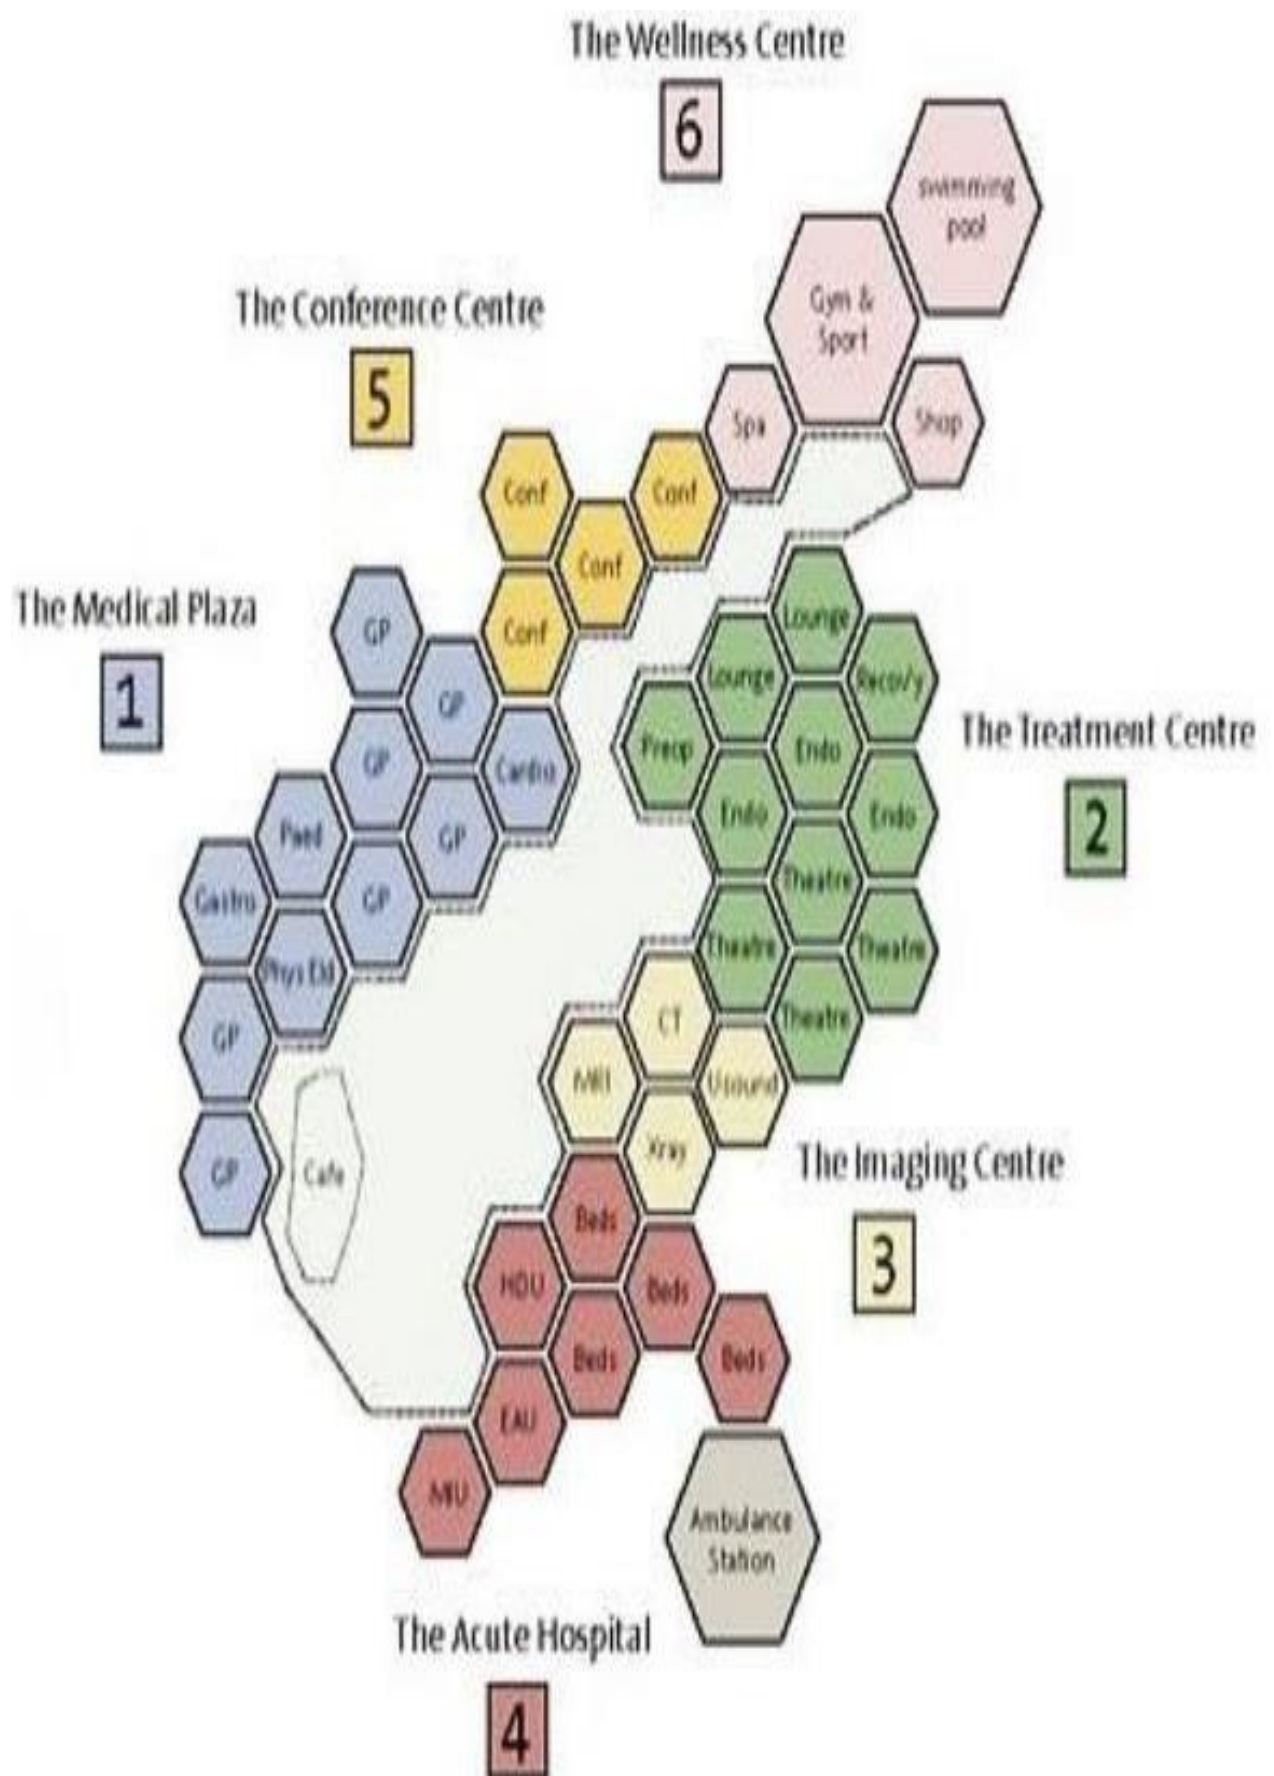 The Wellness Centre
6
swimming
pool
Gym &
Sport
Spa
Shop
The Conference Centre
5
Conf
Conf
Conf
Conf
The Medical Plaza
1
GP
GP
GP
Cardio
GP
Paed
GP
Gastro
Phys Eld
GP
GP
Cafe
Lounge
Lounge
Recov'y
Preop
Endo
Endo
Endo
Theatre
Theatre
Theatre
Theatre
The Treatment Centre
2
CT
MRI
Usound
Xray
The Imaging Centre
3
Beds
HDU
Beds
Beds
Beds
EAU
MIU
Ambulance
Station
The Acute Hospital
4